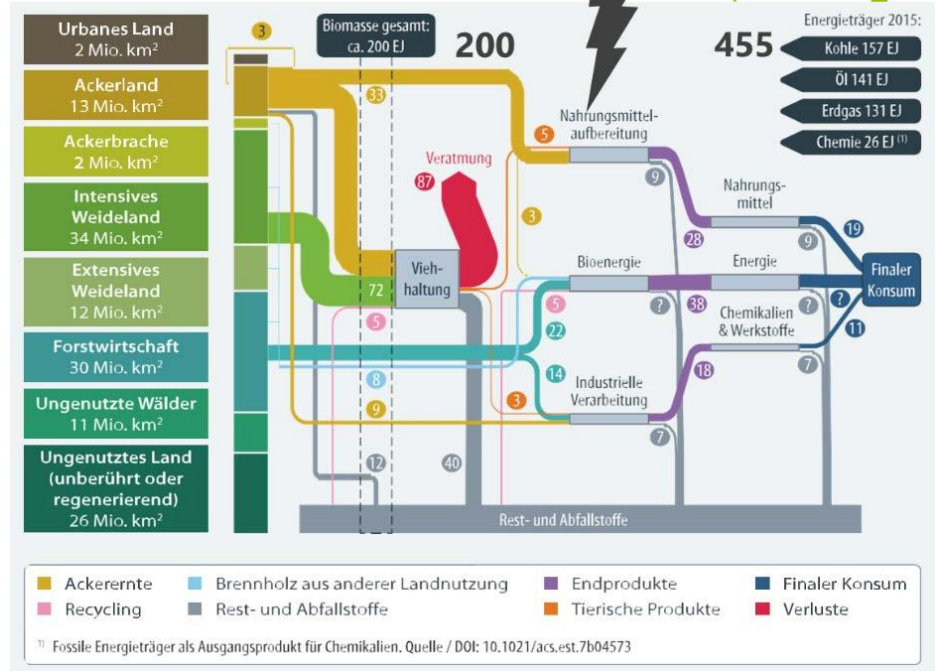 Urbanes Land
2 Mio. km²
Ackerland
13 Mio. km²
Ackerbrache
2 Mio. km²
Intensives
Weideland
34 Mio. km²
Extensives
Weideland
12 Mio. km²
Forstwirtschaft
30 Mio. km²
Ungenutzte Wälder
11 Mio. km²
Ungenutztes Land
(unberührt oder
regenerierend)
26 Mio. km²
3
Biomasse gesamt:
ca. 200 EJ
200
455
Energieträger 2015:
Kohle 157 EJ
Öl 141 EJ
Erdgas 131 EJ
Chemie 26 EJ (1)
33
Veratmung
87
5
Nahrungsmittel-
aufbereitung
9
3
28
Nahrungs-
mittel
9
19
72
Vieh-
haltung
5
Bioenergie
5
22
?
38
Energie
?
?
Finaler
Konsum
8
14
3
9
Industrielle
Verarbeitung
7
18
Chemikalien
& Werkstoffe
7
11
12
40
Rest- und Abfallstoffe
Ackerernte
Brennholz aus anderer Landnutzung
Endprodukte
Finaler Konsum
Recycling
Rest- und Abfallstoffe
Tierische Produkte
Verluste
1) Fossile Energieträger als Ausgangsprodukt für Chemikalien. Quelle / DOI: 10.1021/acs.est.7b04573